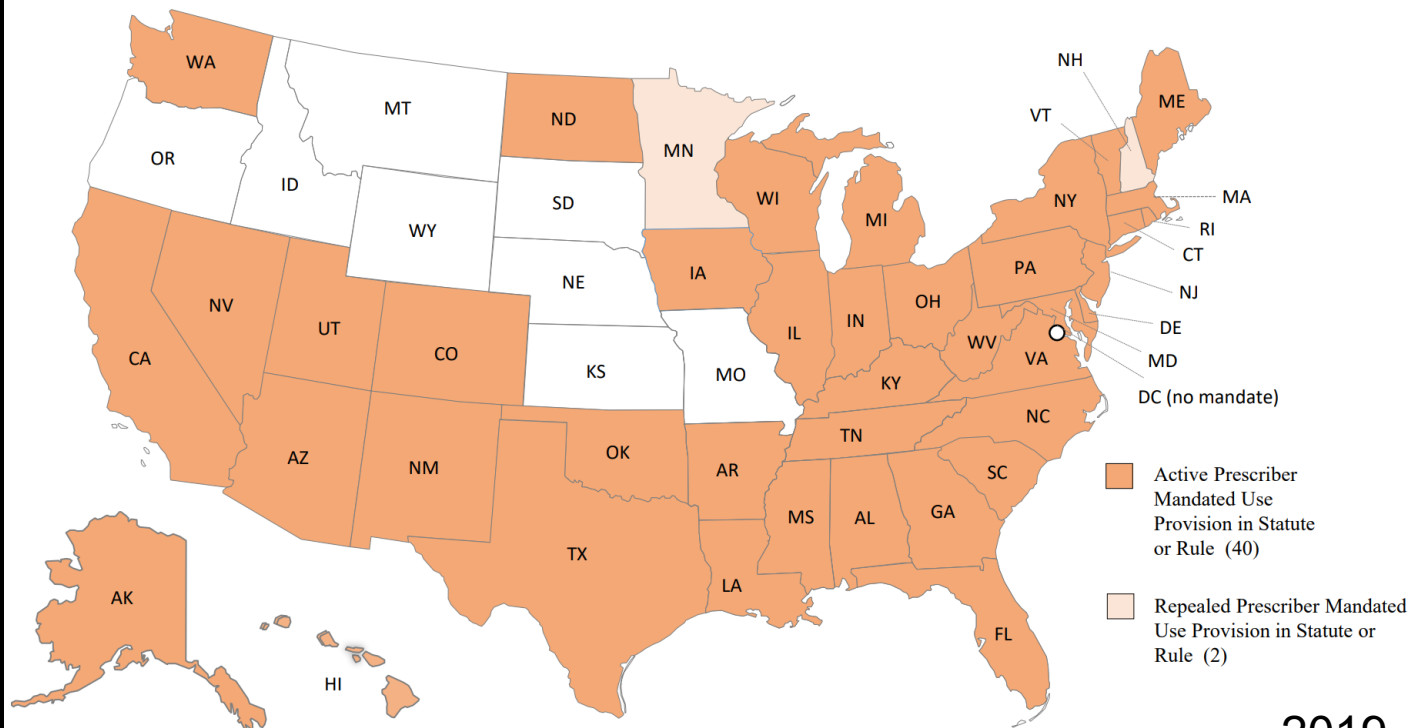 WA
MT
ND
MN
OR
ID
SD
WY
WI
MI
NH
ME
VT
NY
MA
RI
CT
NV
UT
CO
NE
IA
PA
NJ
CA
KS
MO
IL
IN
OH
WV
VA
DE
MD
KY
DC (no mandate)
NC
TN
AZ
NM
OK
AR
SC
MS
AL
GA
TX
LA
FL
AK
HI
Active Prescriber
Mandated Use
Provision in Statute
or Rule (40)
Repealed Prescriber Mandated
Use Provision in Statute or
Rule (2)
2019